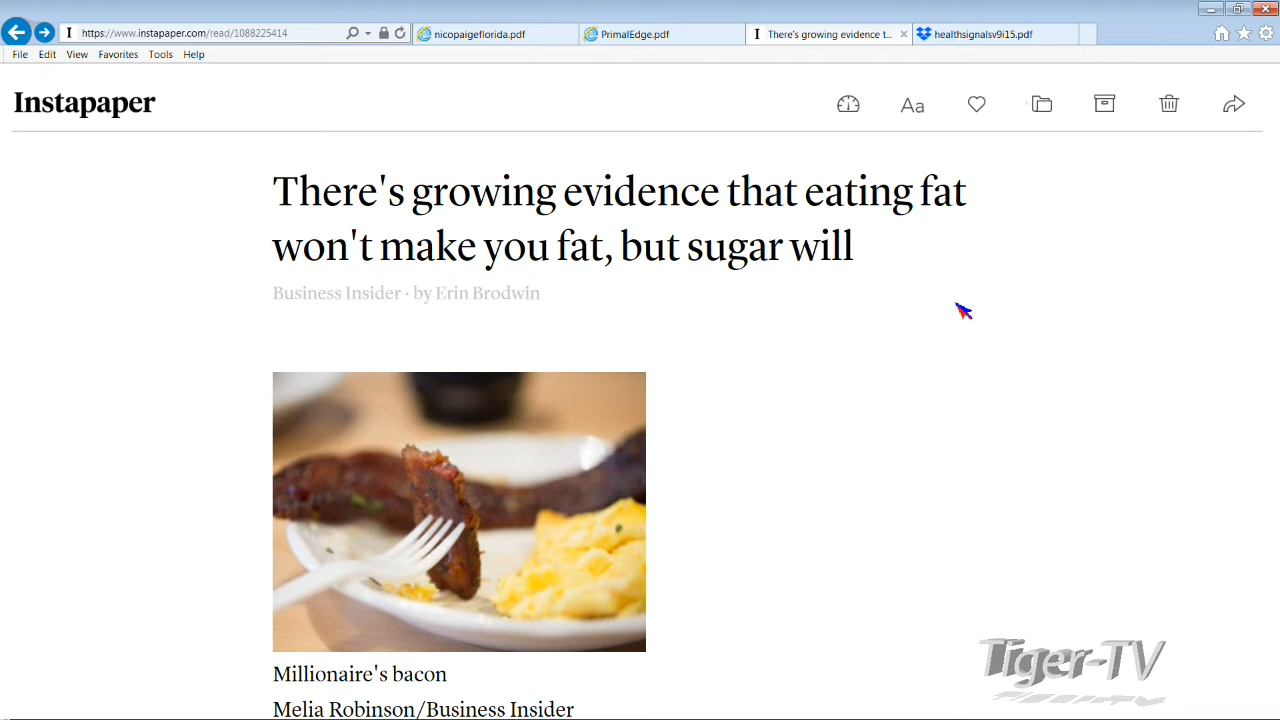 https://www.instapaper.com/read/1088225414
nicopaigeflorida.pdf
PrimalEdge.pdf
There's growing evidence t...
healthsignalsv9i15.pdf
File Edit View Favorites Tools Help
Instapaper
Aa
There's growing evidence that eating fat
won't make you fat, but sugar will
Business Insider · by Erin Brodwin
Millionaire's bacon
Melia Robinson/Business Insider
Tiger-TV